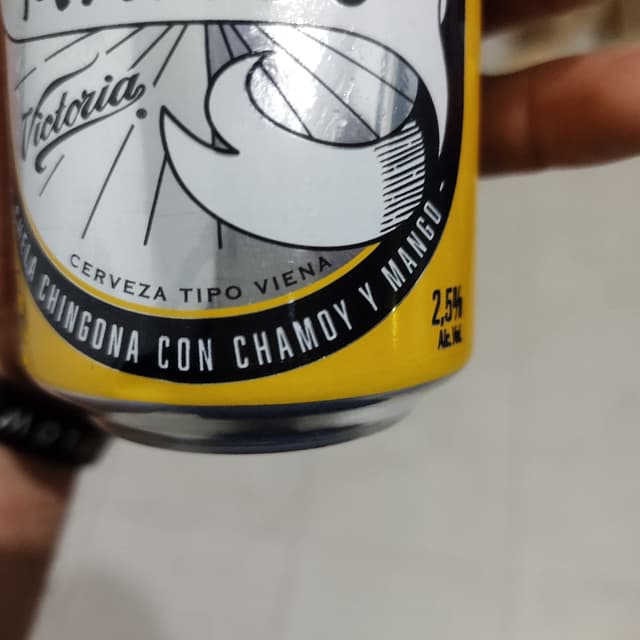 Victoria
CERVEZA TIPO VIENA
CHINGONA CON CHAMOY Y MANGO -
2,5%
Alc. Vol.